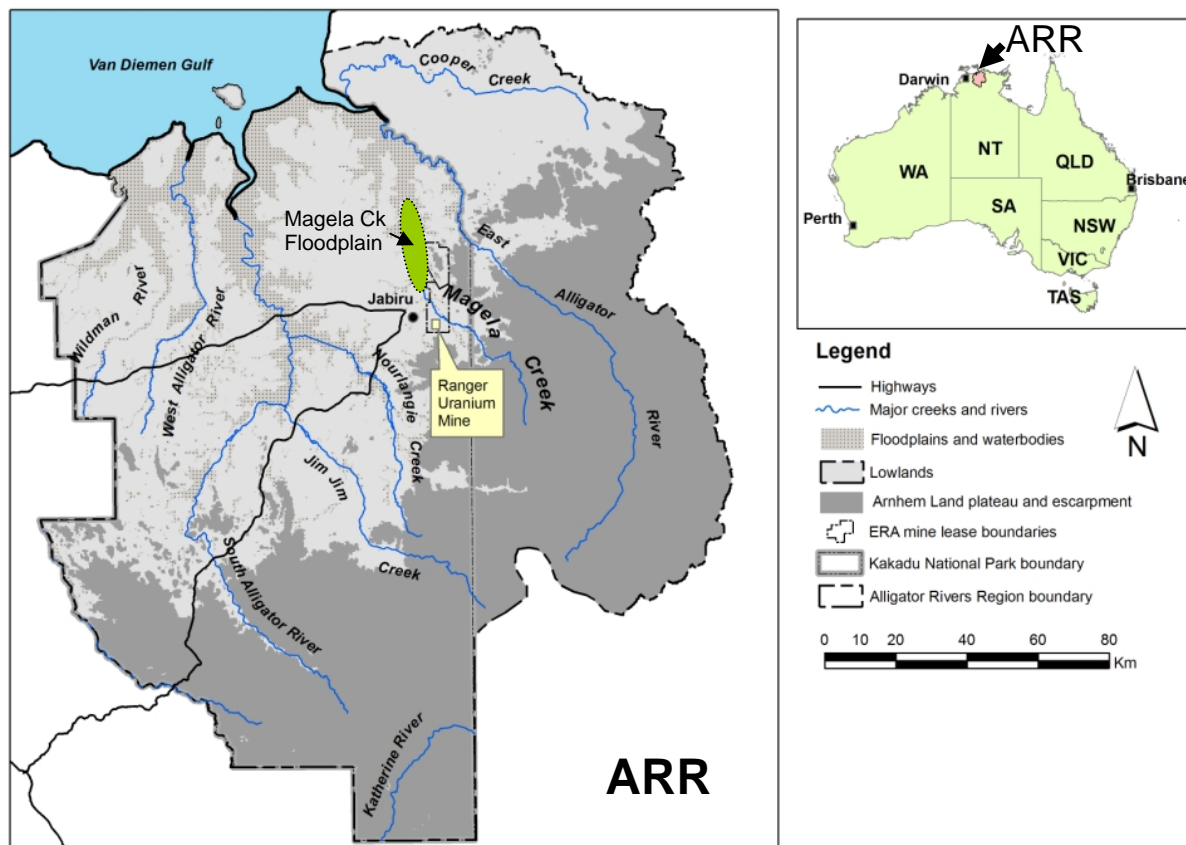 Van Diemen Gulf
Cooper
Creek
Magela Ck
Floodplain
East
Alligator
River
Jabiru
Magela
Creek
Wildman
River
West Alligator River
Nourlangie
Creek
Ranger
Uranium
Mine
Jim Jim
Creek
South Alligator River
Katherine River
ARR
ARR
Darwin
NT
QLD
WA
Brisbane
SA
Perth
NSW
VIC
TAS
Legend
Highways
Major creeks and rivers
Floodplains and waterbodies
Lowlands
Arnhem Land plateau and escarpment
ERA mine lease boundaries
Kakadu National Park boundary
Alligator Rivers Region boundary
N
0 10 20 40 60 80
Km